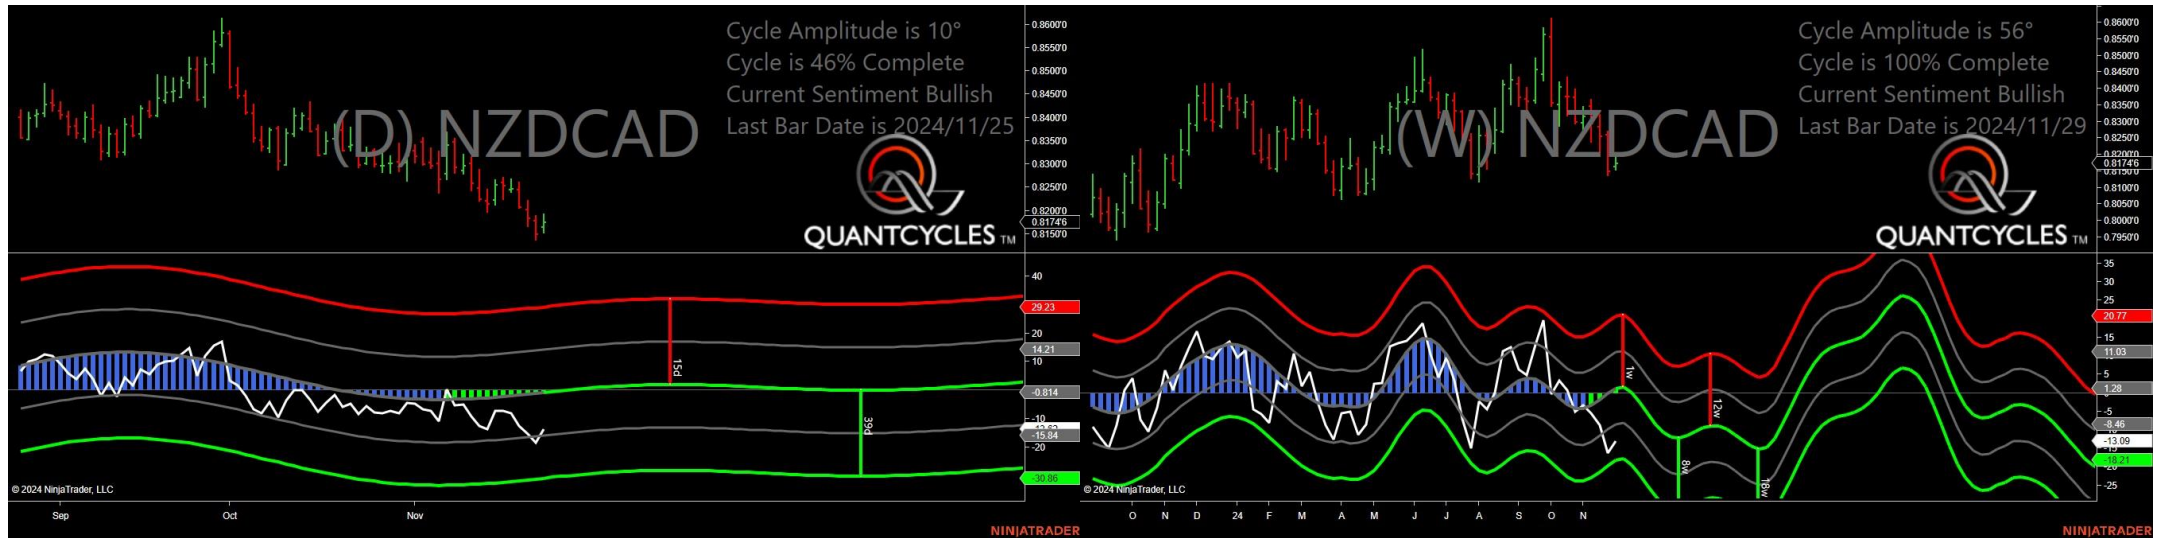 Cycle Amplitude is 10°
Cycle is 46% Complete
Current Sentiment Bullish
Last Bar Date is 2024/11/25
(D) NZDCAD
QUANTCYCLES TM
0.8600'0
0.8550'0
0.8500'0
0.8450'0
0.8400'0
0.8350'0
0.8300'0
0.8250'0
0.8200'0
0.8174'6
0.8150'0
40
29.23
20
14.21
10
-0.814
-10
-15.84
-20
-30.86
15d
39d
© 2024 NinjaTrader, LLC
Sep Oct Nov
NINJATRADER
Cycle Amplitude is 56°
Cycle is 100% Complete
Current Sentiment Bullish
Last Bar Date is 2024/11/29
(W) NZDCAD
QUANTCYCLES TM
0.8600'0
0.8550'0
0.8500'0
0.8450'0
0.8400'0
0.8350'0
0.8300'0
0.8250'0
0.8200'0
0.8174'6
0.8150'0
0.8100'0
0.8050'0
0.8000'0
0.7950'0
35
30
25
20.77
15
11.03
5
1.28
-5
-8.46
-13.09
-18.21
-25
1w
12w
8w
18w
© 2024 NinjaTrader, LLC
O N D 24 F M A M J J A S O N
NINJATRADER